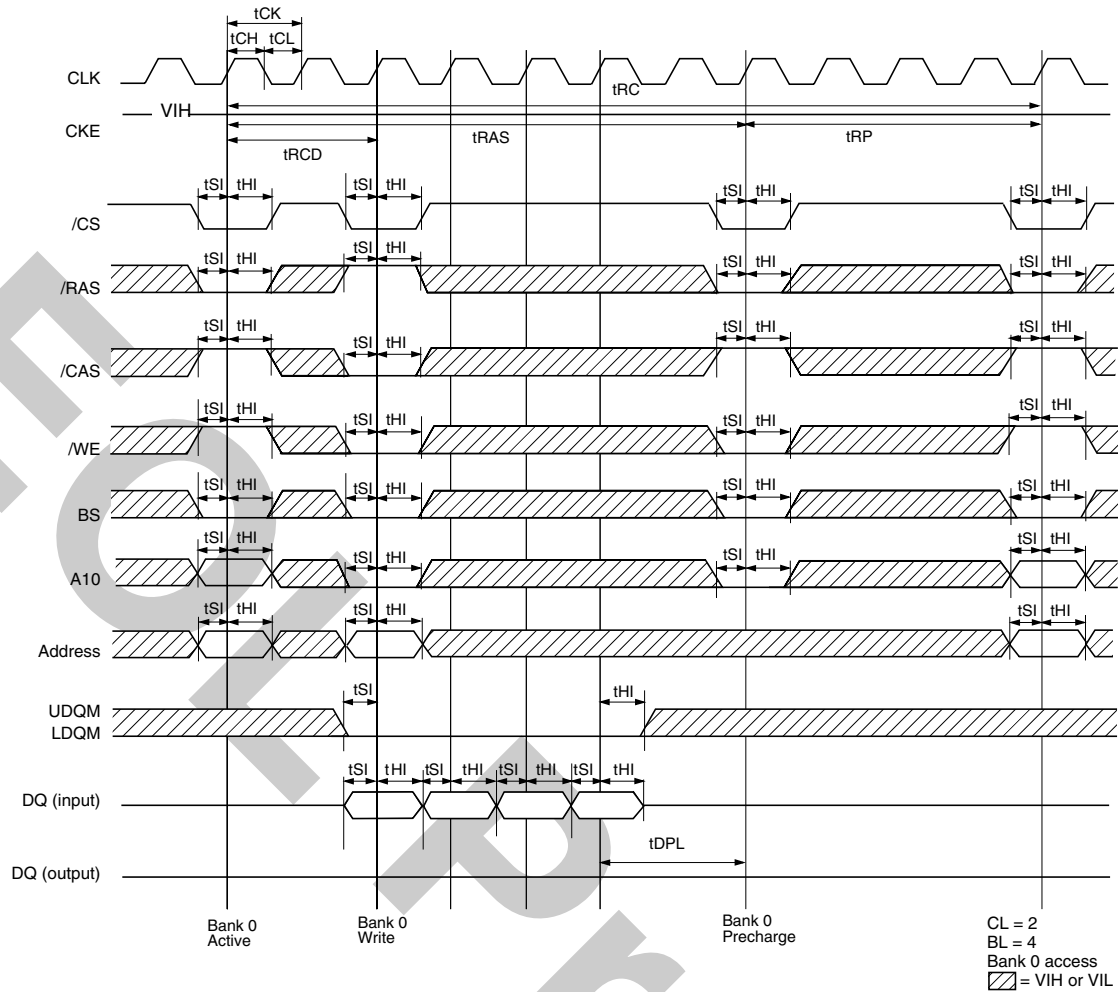 tCK
tCH tCL
CLK
tRC
VIH
CKE
tRAS tRP
tRCD
tSI tHI tSI tHI tSI tHI tSI tHI
/CS
tSI tHI
tSI tHI tSI tHI tSI tHI
/RAS
tSI tHI tSI tHI tSI tHI tSI tHI
/CAS
tSI tHI tSI tHI tSI tHI tSI tHI
/WE
tSI tHI tSI tHI tSI tHI tSI tHI
BS
tSI tHI tSI tHI tSI tHI tSI tHI
A10
tSI tHI tSI tHI tSI tHI
Address
tSI tHI
UDQM
LDQM
tSI tHI tSI tHI tSI tHI tSI tHI
DQ (input)
tDPL
DQ (output)
Bank 0
Active
Bank 0
Write
Bank 0
Precharge
CL = 2
BL = 4
Bank 0 access
= VIH or VIL